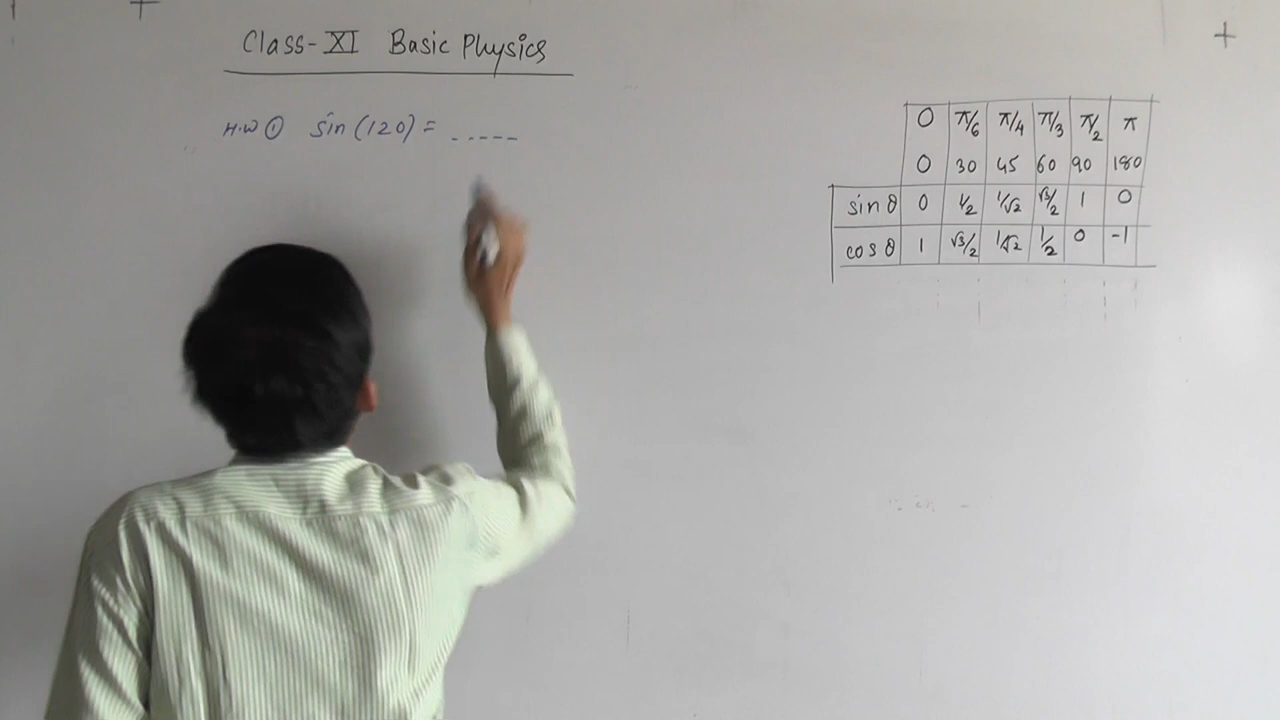 Class-XI Basic Physics
H.W ① sin (120) = -----
0 π/6 π/4 π/3 π/2 π
0 30 45 60 90 180
sin θ 0 1/2 1/√2 √3/2 1 0
cos θ 1 √3/2 1/√2 1/2 0 -1